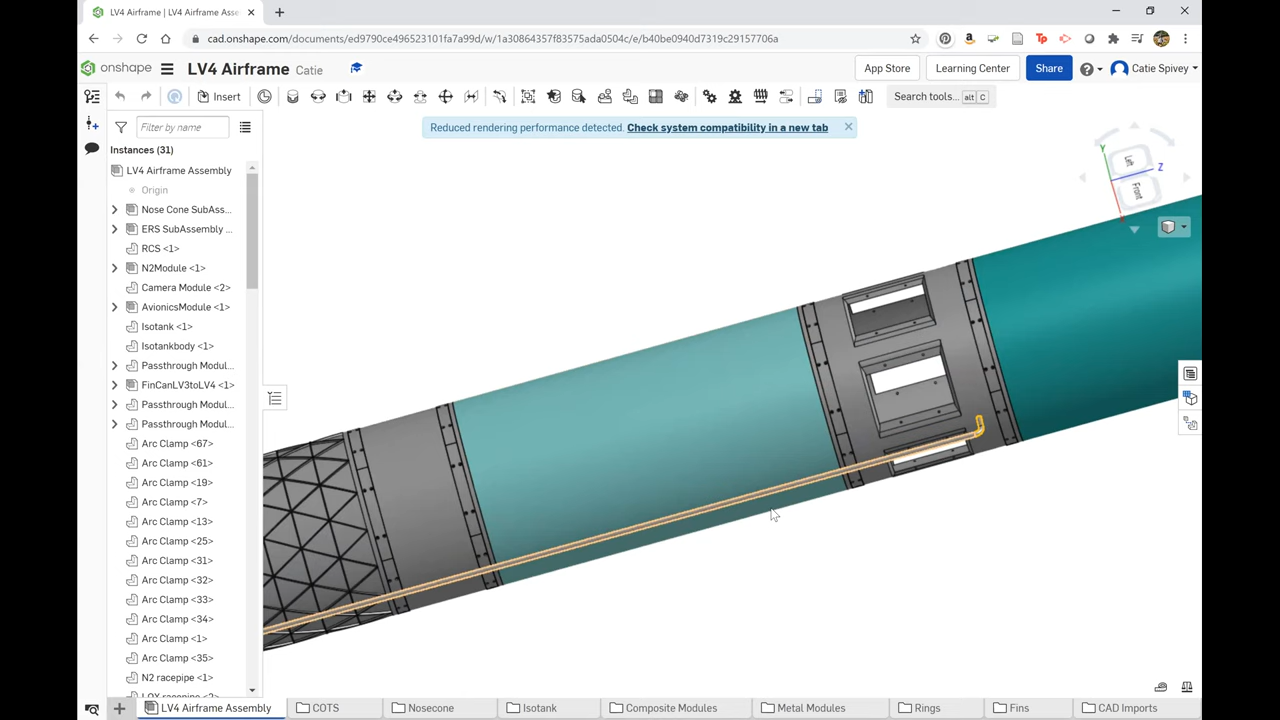 LV4 Airframe | LV4 Airframe Asse
cad.onshape.com/documents/ed9790ce496523101fa7a99d/w/1a30864357f83575ada0504c/e/b40be0940d7319c29157706a
onshape LV4 Airframe Catie App Store Learning Center Share Catie Spivey
Insert Search tools... alt C
Reduced rendering performance detected. Check system compatibility in a new tab
Filter by name
Instances (31)
LV4 Airframe Assembly
Origin
Nose Cone SubAss...
ERS SubAssembly ...
RCS <1>
N2Module <1>
Camera Module <2>
AvionicsModule <1>
Isotank <1>
Isotankbody <1>
Passthrough Modul...
FinCanLV3toLV4 <1>
Passthrough Modul...
Passthrough Modul...
Arc Clamp <67>
Arc Clamp <61>
Arc Clamp <19>
Arc Clamp <7>
Arc Clamp <13>
Arc Clamp <25>
Arc Clamp <31>
Arc Clamp <32>
Arc Clamp <33>
Arc Clamp <34>
Arc Clamp <1>
Arc Clamp <35>
N2 racepipe <1>
LOX racepipe <2>
Y Z X
Left
Front
LV4 Airframe Assembly COTS Nosecone Isotank Composite Modules Metal Modules Rings Fins CAD Imports